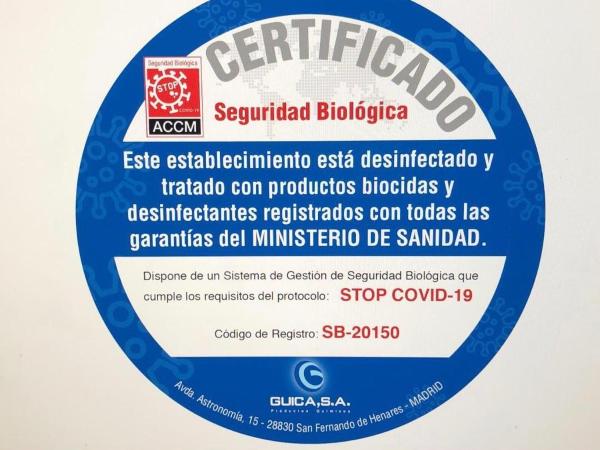 CERTIFICADO
Seguridad Biológica
STOP
COVID-19
ACCM
Seguridad Biológica
Este establecimiento está desinfectado y
tratado con productos biocidas y
desinfectantes registrados con todas las
garantías del MINISTERIO DE SANIDAD.
Dispone de un Sistema de Gestión de Seguridad Biológica que
cumple los requisitos del protocolo: STOP COVID-19
Código de Registro: SB-20150
GUICA,S.A.
Productos Químicos
Avda. Astronomía, 15 - 28830 San Fernando de Henares - MADRID